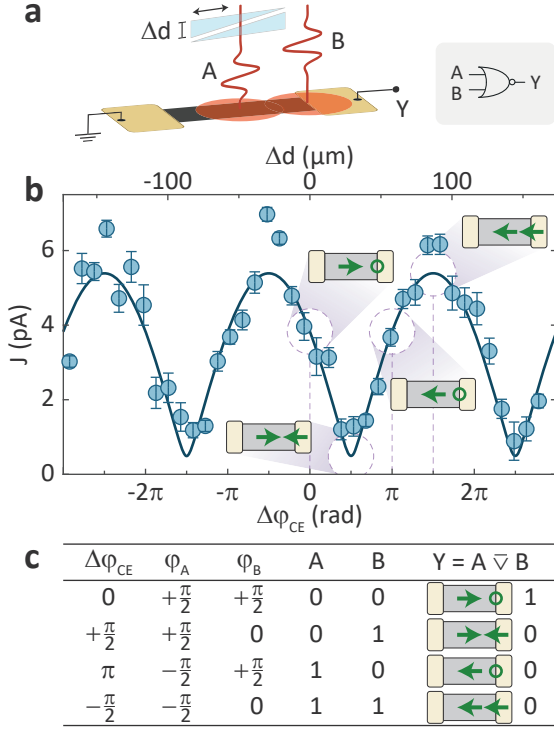 a
Δd
A
B
Y
A
B
Y
Δd (μm)
-100 0 100
b
J (pA)
6
4
2
0
-2π -π 0 π 2π
Δφ_CE (rad)
c
Δφ_CE φ_A φ_B A B Y = A ⊽ B
0 +π/2 +π/2 0 0 1
+π/2 +π/2 0 0 1 0
π -π/2 +π/2 1 0 0
-π/2 -π/2 0 1 1 0